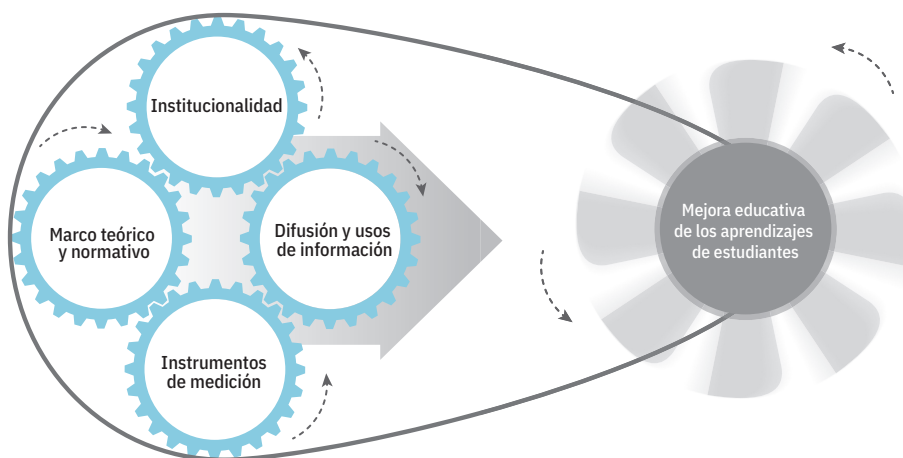 Institucionalidad
Marco teórico
y normativo
Difusión y usos
de información
Instrumentos
de medición
Mejora educativa
de los aprendizajes
de estudiantes